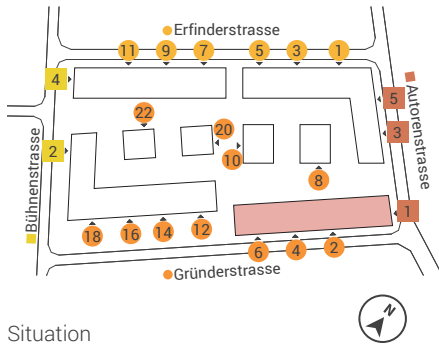 Erfinderstrasse
11 9 7 5 3 1
4
5
Autorenstrasse
3
22
20
10
2
8
Bühnenstrasse
1
18 16 14 12
6 4 2
Gründerstrasse
N
Situation